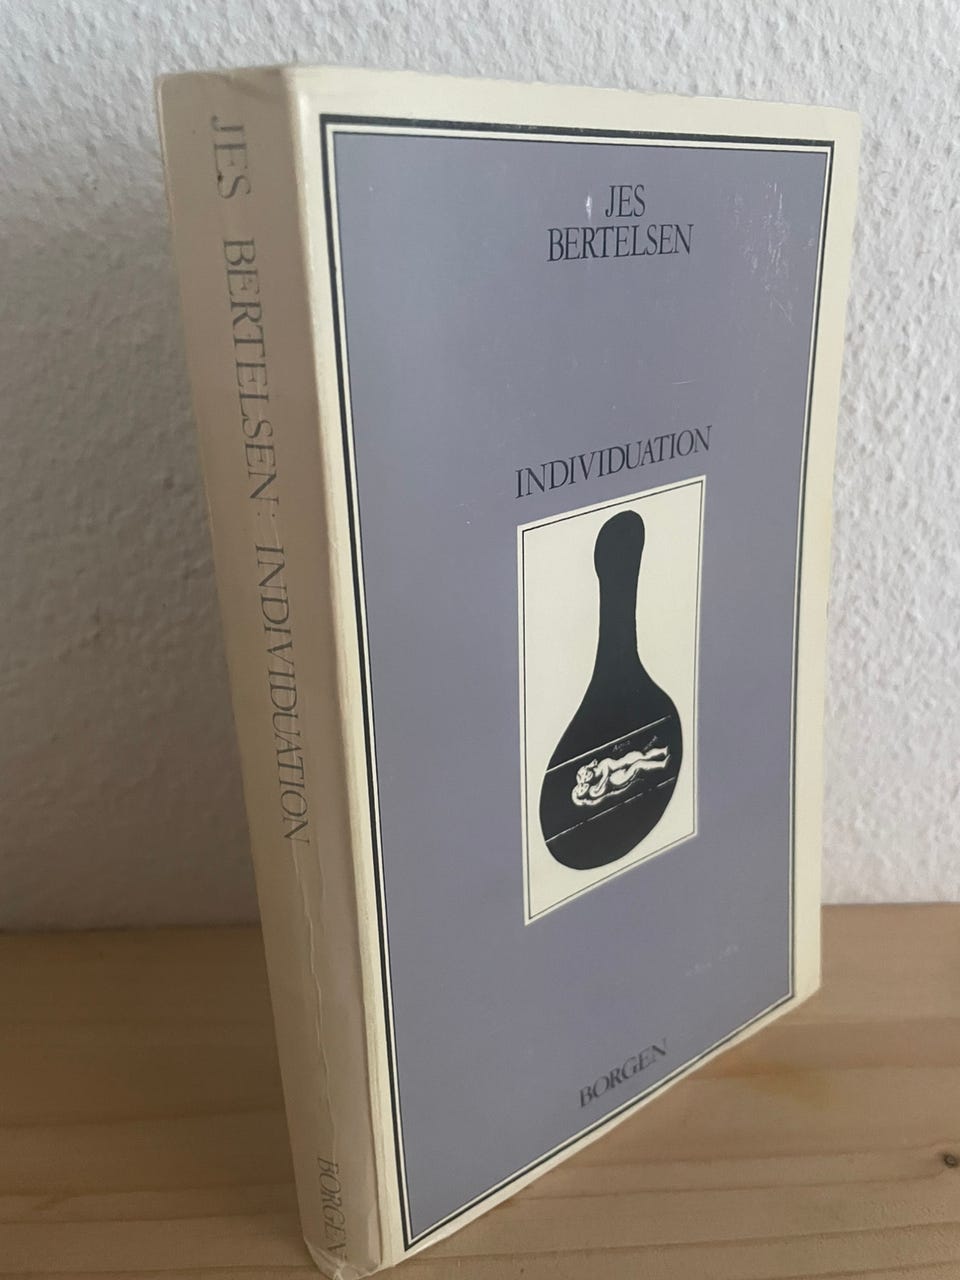 JES BERTELSEN: INDIVIDUATION
BORGEN
JES
BERTELSEN
INDIVIDUATION
BORGEN